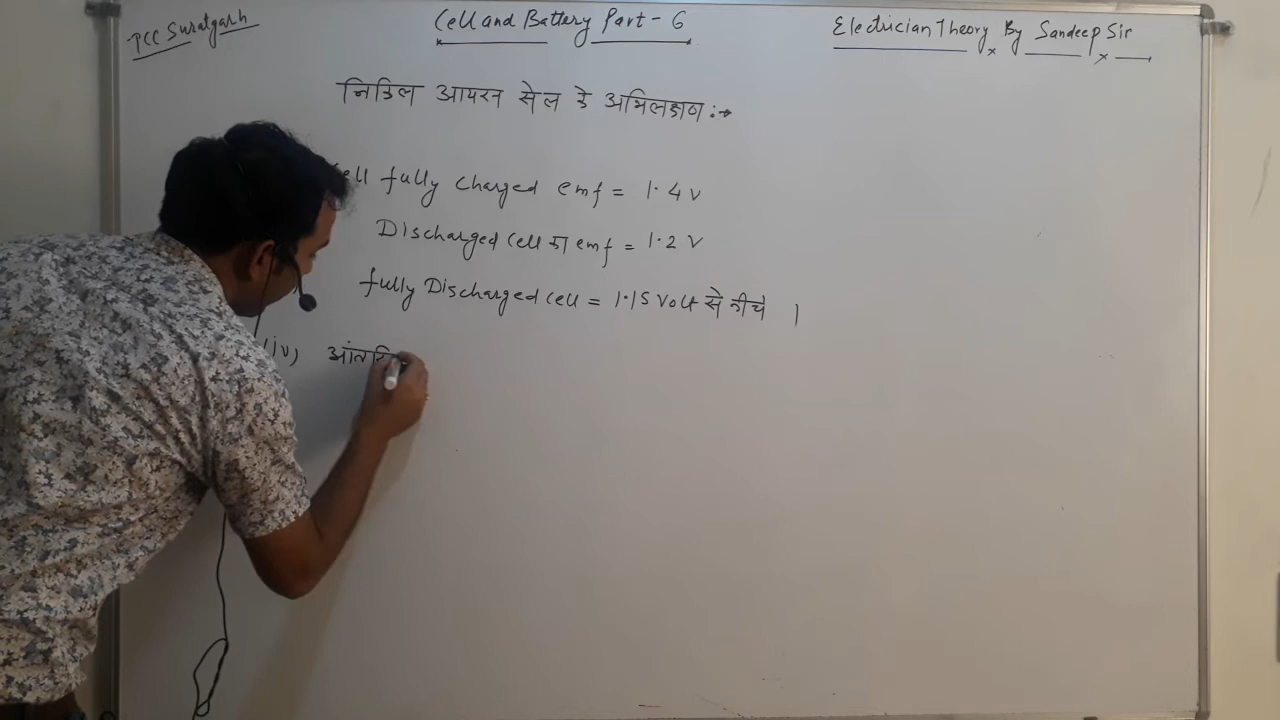 PCC Suratgarh
Cell and Battery Part - 6
Electrician Theory By Sandeep Sir
निकिल आयरन सेल के अभिलक्षण :→
fully charged emf = 1.4 v
Discharged cell का emf = 1.2 V
fully Discharged cell = 1.15 Volt से नीचे ।
(iv)